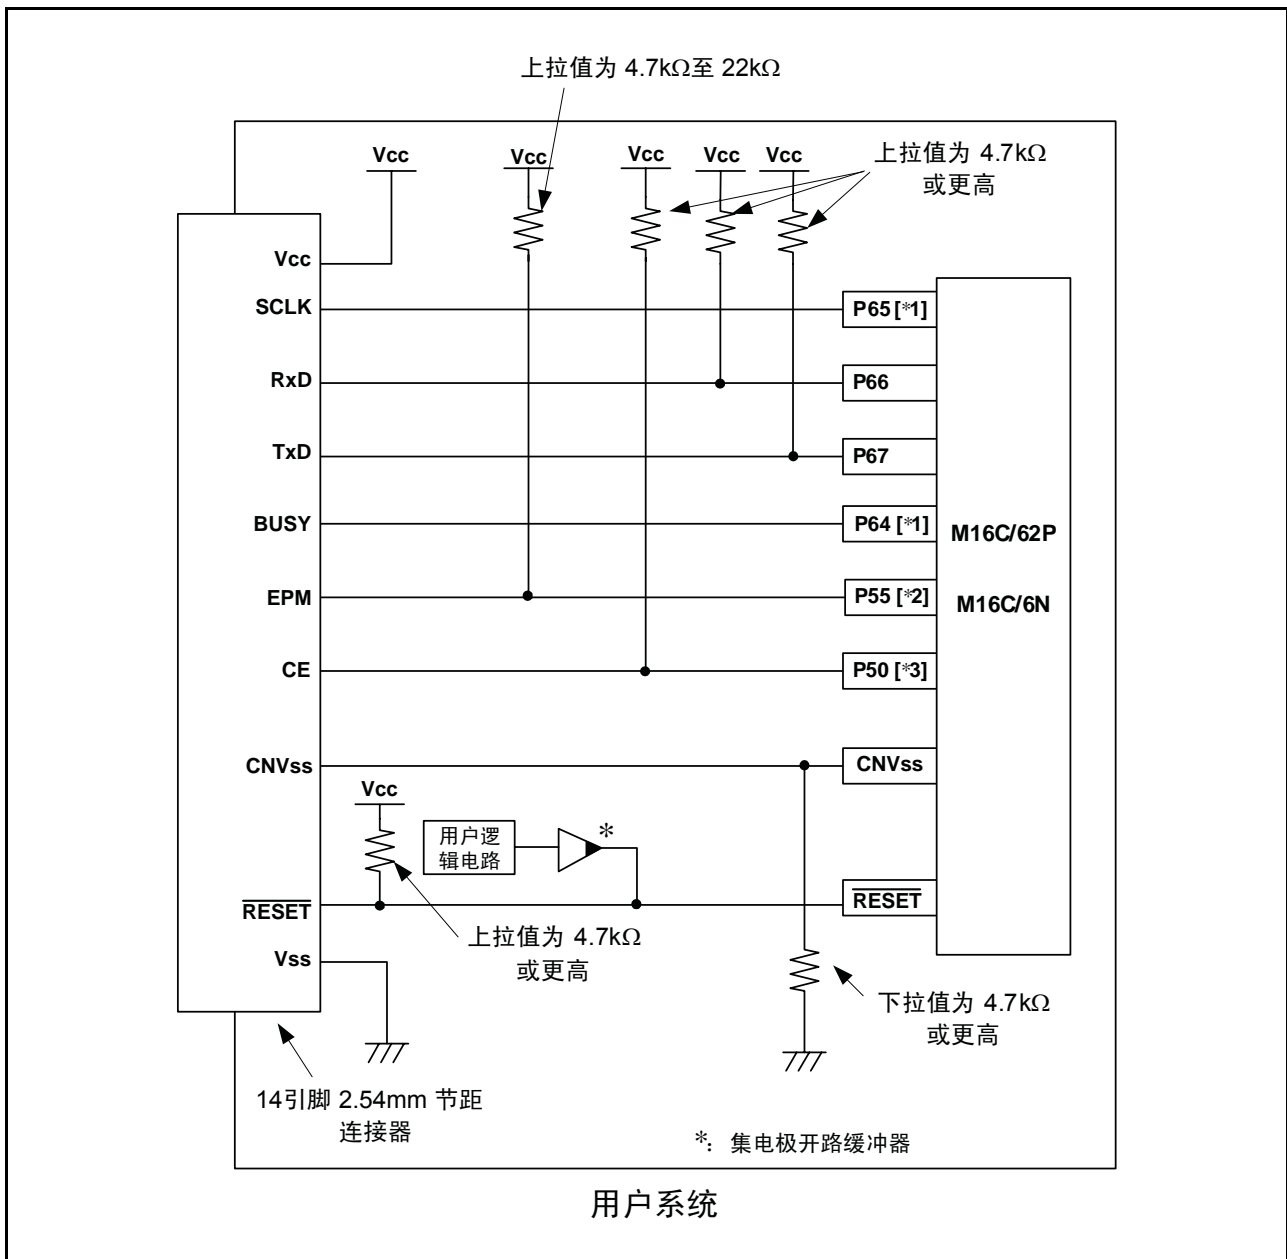 上拉值为 4.7kΩ至 22kΩ
Vcc
Vcc
Vcc
Vcc
Vcc
上拉值为 4.7kΩ
或更高
Vcc
SCLK
P65 [*1]
RxD
P66
TxD
P67
BUSY
P64 [*1]
M16C/62P
EPM
P55 [*2]
M16C/6N
CE
P50 [*3]
CNVss
CNVss
Vcc
用户逻
辑电路
*
RESET
RESET
上拉值为 4.7kΩ
或更高
Vss
下拉值为 4.7kΩ
或更高
14引脚 2.54mm 节距
连接器
*: 集电极开路缓冲器
用户系统